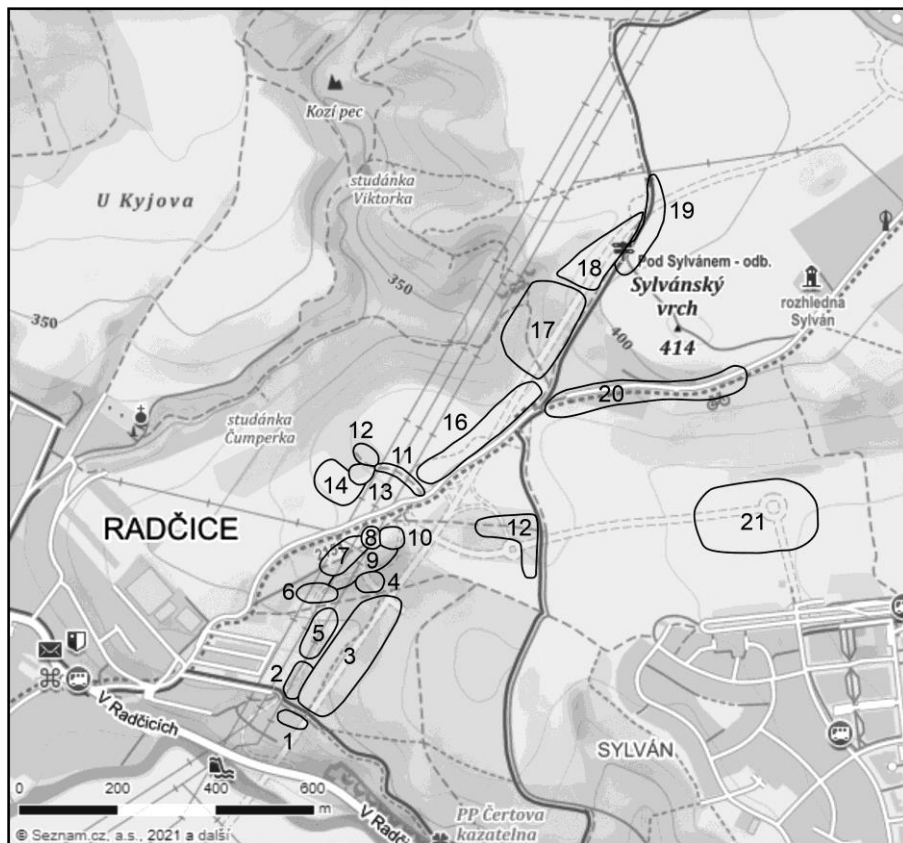 Kozí pec
studánka
Viktorka
U Kyjova
19
350
18
Pod Sylvánem - odb.
Sylvánský
vrch
rozhledna
Sylván
350
17
400
414
20
studánka
Čumperka
12
11
16
14
13
RADČICE
8
10
12
21
7
9
6
4
5
3
2
V Radčicích
1
SYLVÁN
0 200 400 600
m
PP Čertova
kazatelna
V Radči
© Seznam.cz, a.s., 2021 a další